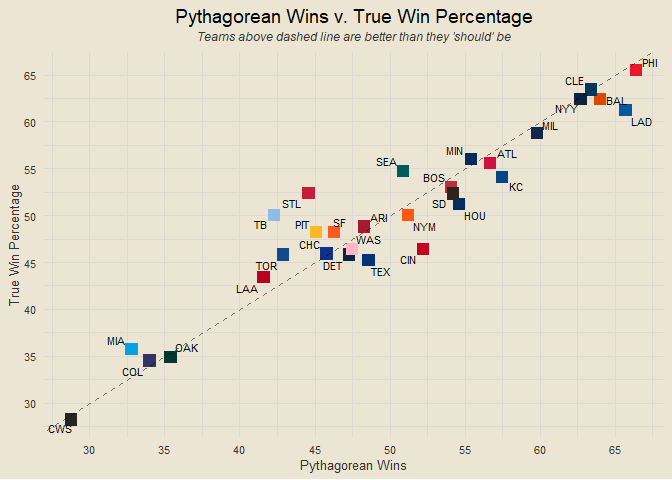 Pythagorean Wins v. True Win Percentage
Teams above dashed line are better than they 'should' be
True Win Percentage
65
60
55
50
45
40
35
30
PHI
CLE
NYY
BAL
LAD
MIL
MIN
ATL
SEA
BOS
KC
SD
HOU
STL
TB
PIT
SF
ARI
NYM
CHC
WAS
TOR
DET
TEX
CIN
LAA
MIA
OAK
COL
CWS
30
35
40
45
50
55
60
65
Pythagorean Wins